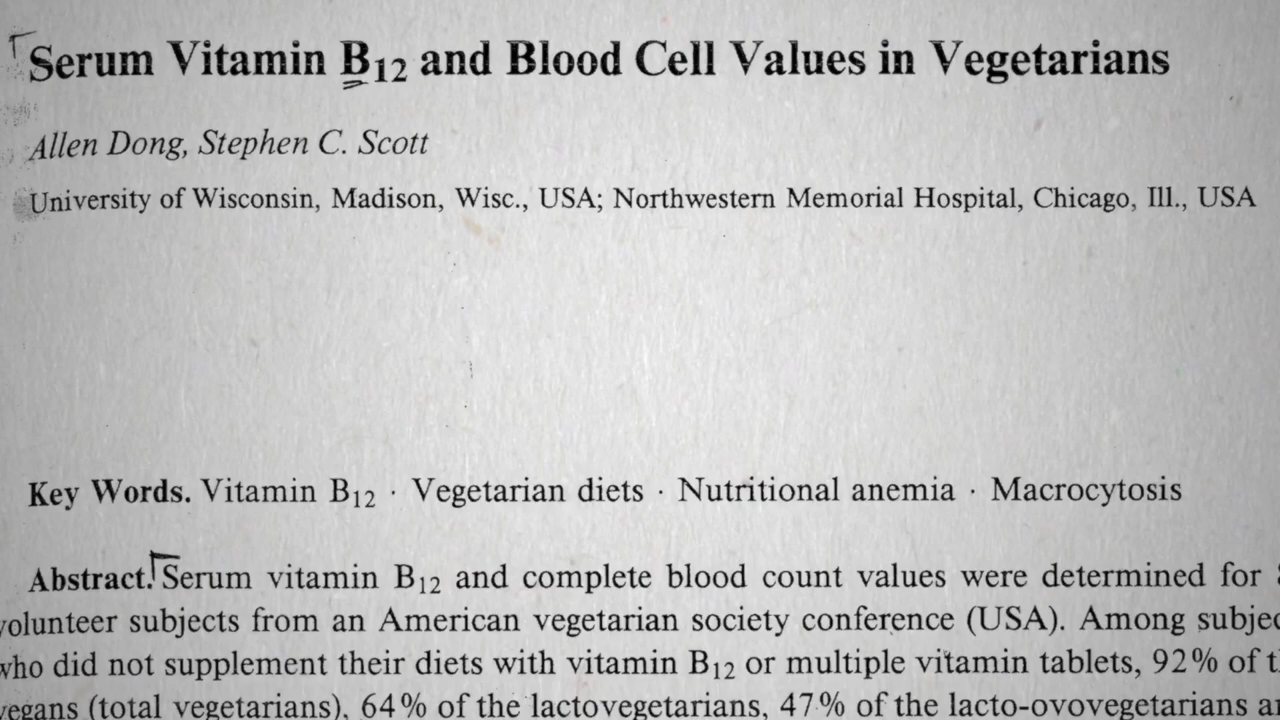 Serum Vitamin B12 and Blood Cell Values in Vegetarians
Allen Dong, Stephen C. Scott
University of Wisconsin, Madison, Wisc., USA; Northwestern Memorial Hospital, Chicago, Ill., USA
Key Words. Vitamin B12 · Vegetarian diets · Nutritional anemia · Macrocytosis
Abstract. Serum vitamin B12 and complete blood count values were determined for
volunteer subjects from an American vegetarian society conference (USA). Among
who did not supplement their diets with vitamin B12 or multiple vitamin tablets, 92% of
vegans (total vegetarians), 64% of the lactovegetarians, 47% of the lacto-ovovegetarians